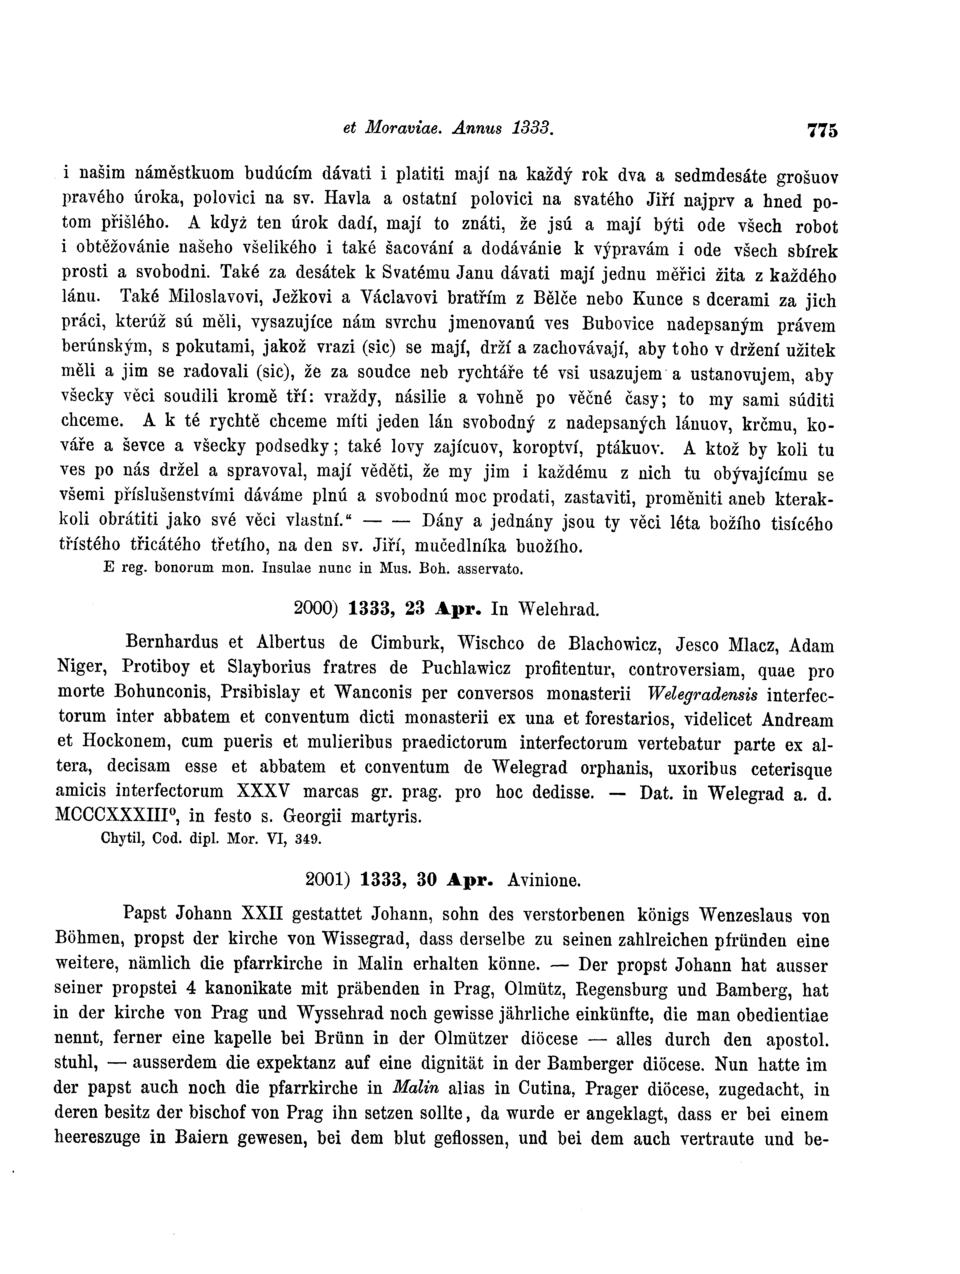 et Moraviae. Annus 1333. 775
i našim náměstkuom budúcím dávati i platiti mají na každý rok dva a sedmdesáte grošuov
pravého úroka, polovici na sv. Havla a ostatní polovici na svatého Jiří najprv a hned po-
tom přišlého. A když ten úrok dadí, mají to znáti, že jsú a mají býti ode všech robot
i obtěžovánie našeho všelikého i také šacování a dodávánie k výpravám i ode všech sbírek
prosti a svobodni. Také za desátek k Svatému Janu dávati mají jednu měřici žita z každého
lánu. Také Miloslavovi, Ježkovi a Václavovi bratřím z Bělče nebo Kunce s dcerami za jich
práci, kterúž sú měli, vysazujíce nám svrchu jmenovanú ves Bubovice nadepsaným právem
berúnským, s pokutami, jakož vrazi (sic) se mají, drží a zachovávají, aby toho v držení užitek
měli a jim se radovali (sic), že za soudce neb rychtáře té vsi usazujem a ustanovujem, aby
všecky věci soudili kromě tří: vraždy, násilie a vohně po věčné časy; to my sami súditi
chceme. A k té rychtě chceme míti jeden lán svobodný z nadepsaných lánuov, krčmu, ko-
váře a ševce a všecky podsedky; také lovy zajícuov, koroptví, ptákuov. A ktož by koli tu
ves po nás držel a spravoval, mají věděti, že my jim i každému z nich tu obývajícímu se
všemi příslušenstvími dáváme plnú a svobodnú moc prodati, zastaviti, proměniti aneb kterak-
koli obrátiti jako své věci vlastní.“ — — Dány a jednány jsou ty věci léta božího tisícého
třístého třicátého třetího, na den sv. Jiří, mučedlníka buožího.
E reg. bonorum mon. Insulae nunc in Mus. Boh. asservato.
2000) 1333, 23 Apr. In Welehrad.
Bernhardus et Albertus de Cimburk, Wischco de Blachowicz, Jesco Mlacz, Adam
Niger, Protiboy et Slayborius fratres de Puchlawicz profitentur, controversiam, quae pro
morte Bohunconis, Prsibislay et Wanconis per conversos monasterii Welegradensis interfec-
torum inter abbatem et conventum dicti monasterii ex una et forestarios, videlicet Andream
et Hockonem, cum pueris et mulieribus praedictorum interfectorum vertebatur parte ex al-
tera, decisam esse et abbatem et conventum de Welegrad orphanis, uxoribus ceterisque
amicis interfectorum XXXV marcas gr. prag. pro hoc dedisse. — Dat. in Welegrad a. d.
MCCCXXXIIIº, in festo s. Georgii martyris.
Chytil, Cod. dipl. Mor. VI, 349.
2001) 1333, 30 Apr. Avinione.
Papst Johann XXII gestattet Johann, sohn des verstorbenen königs Wenzeslaus von
Böhmen, propst der kirche von Wissegrad, dass derselbe zu seinen zahlreichen pfründen eine
weitere, nämlich die pfarrkirche in Malin erhalten könne. — Der propst Johann hat ausser
seiner propstei 4 kanonikate mit präbenden in Prag, Olmütz, Regensburg und Bamberg, hat
in der kirche von Prag und Wyssehrad noch gewisse jährliche einkünfte, die man obedientiae
nennt, ferner eine kapelle bei Brünn in der Olmützer diöcese — alles durch den apostol.
stuhl, — ausserdem die expektanz auf eine dignität in der Bamberger diöcese. Nun hatte im
der papst auch noch die pfarrkirche in Malin alias in Cutina, Prager diöcese, zugedacht, in
deren besitz der bischof von Prag ihn setzen sollte, da wurde er angeklagt, dass er bei einem
heereszuge in Baiern gewesen, bei dem blut geflossen, und bei dem auch vertraute und be-